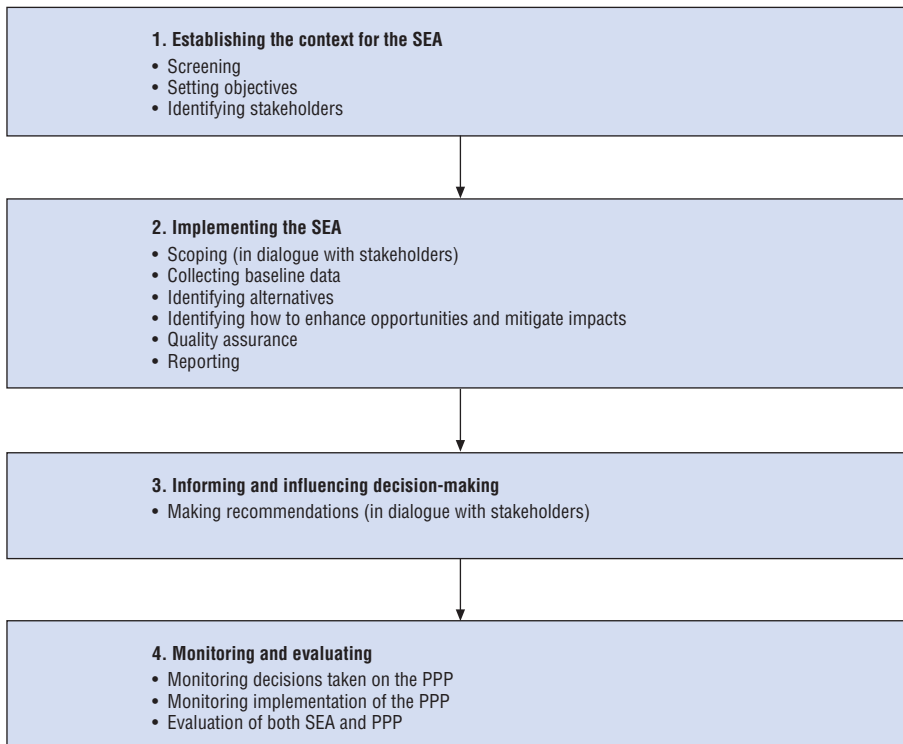 1. Establishing the context for the SEA
• Screening
• Setting objectives
• Identifying stakeholders
2. Implementing the SEA
• Scoping (in dialogue with stakeholders)
• Collecting baseline data
• Identifying alternatives
• Identifying how to enhance opportunities and mitigate impacts
• Quality assurance
• Reporting
3. Informing and influencing decision-making
• Making recommendations (in dialogue with stakeholders)
4. Monitoring and evaluating
• Monitoring decisions taken on the PPP
• Monitoring implementation of the PPP
• Evaluation of both SEA and PPP